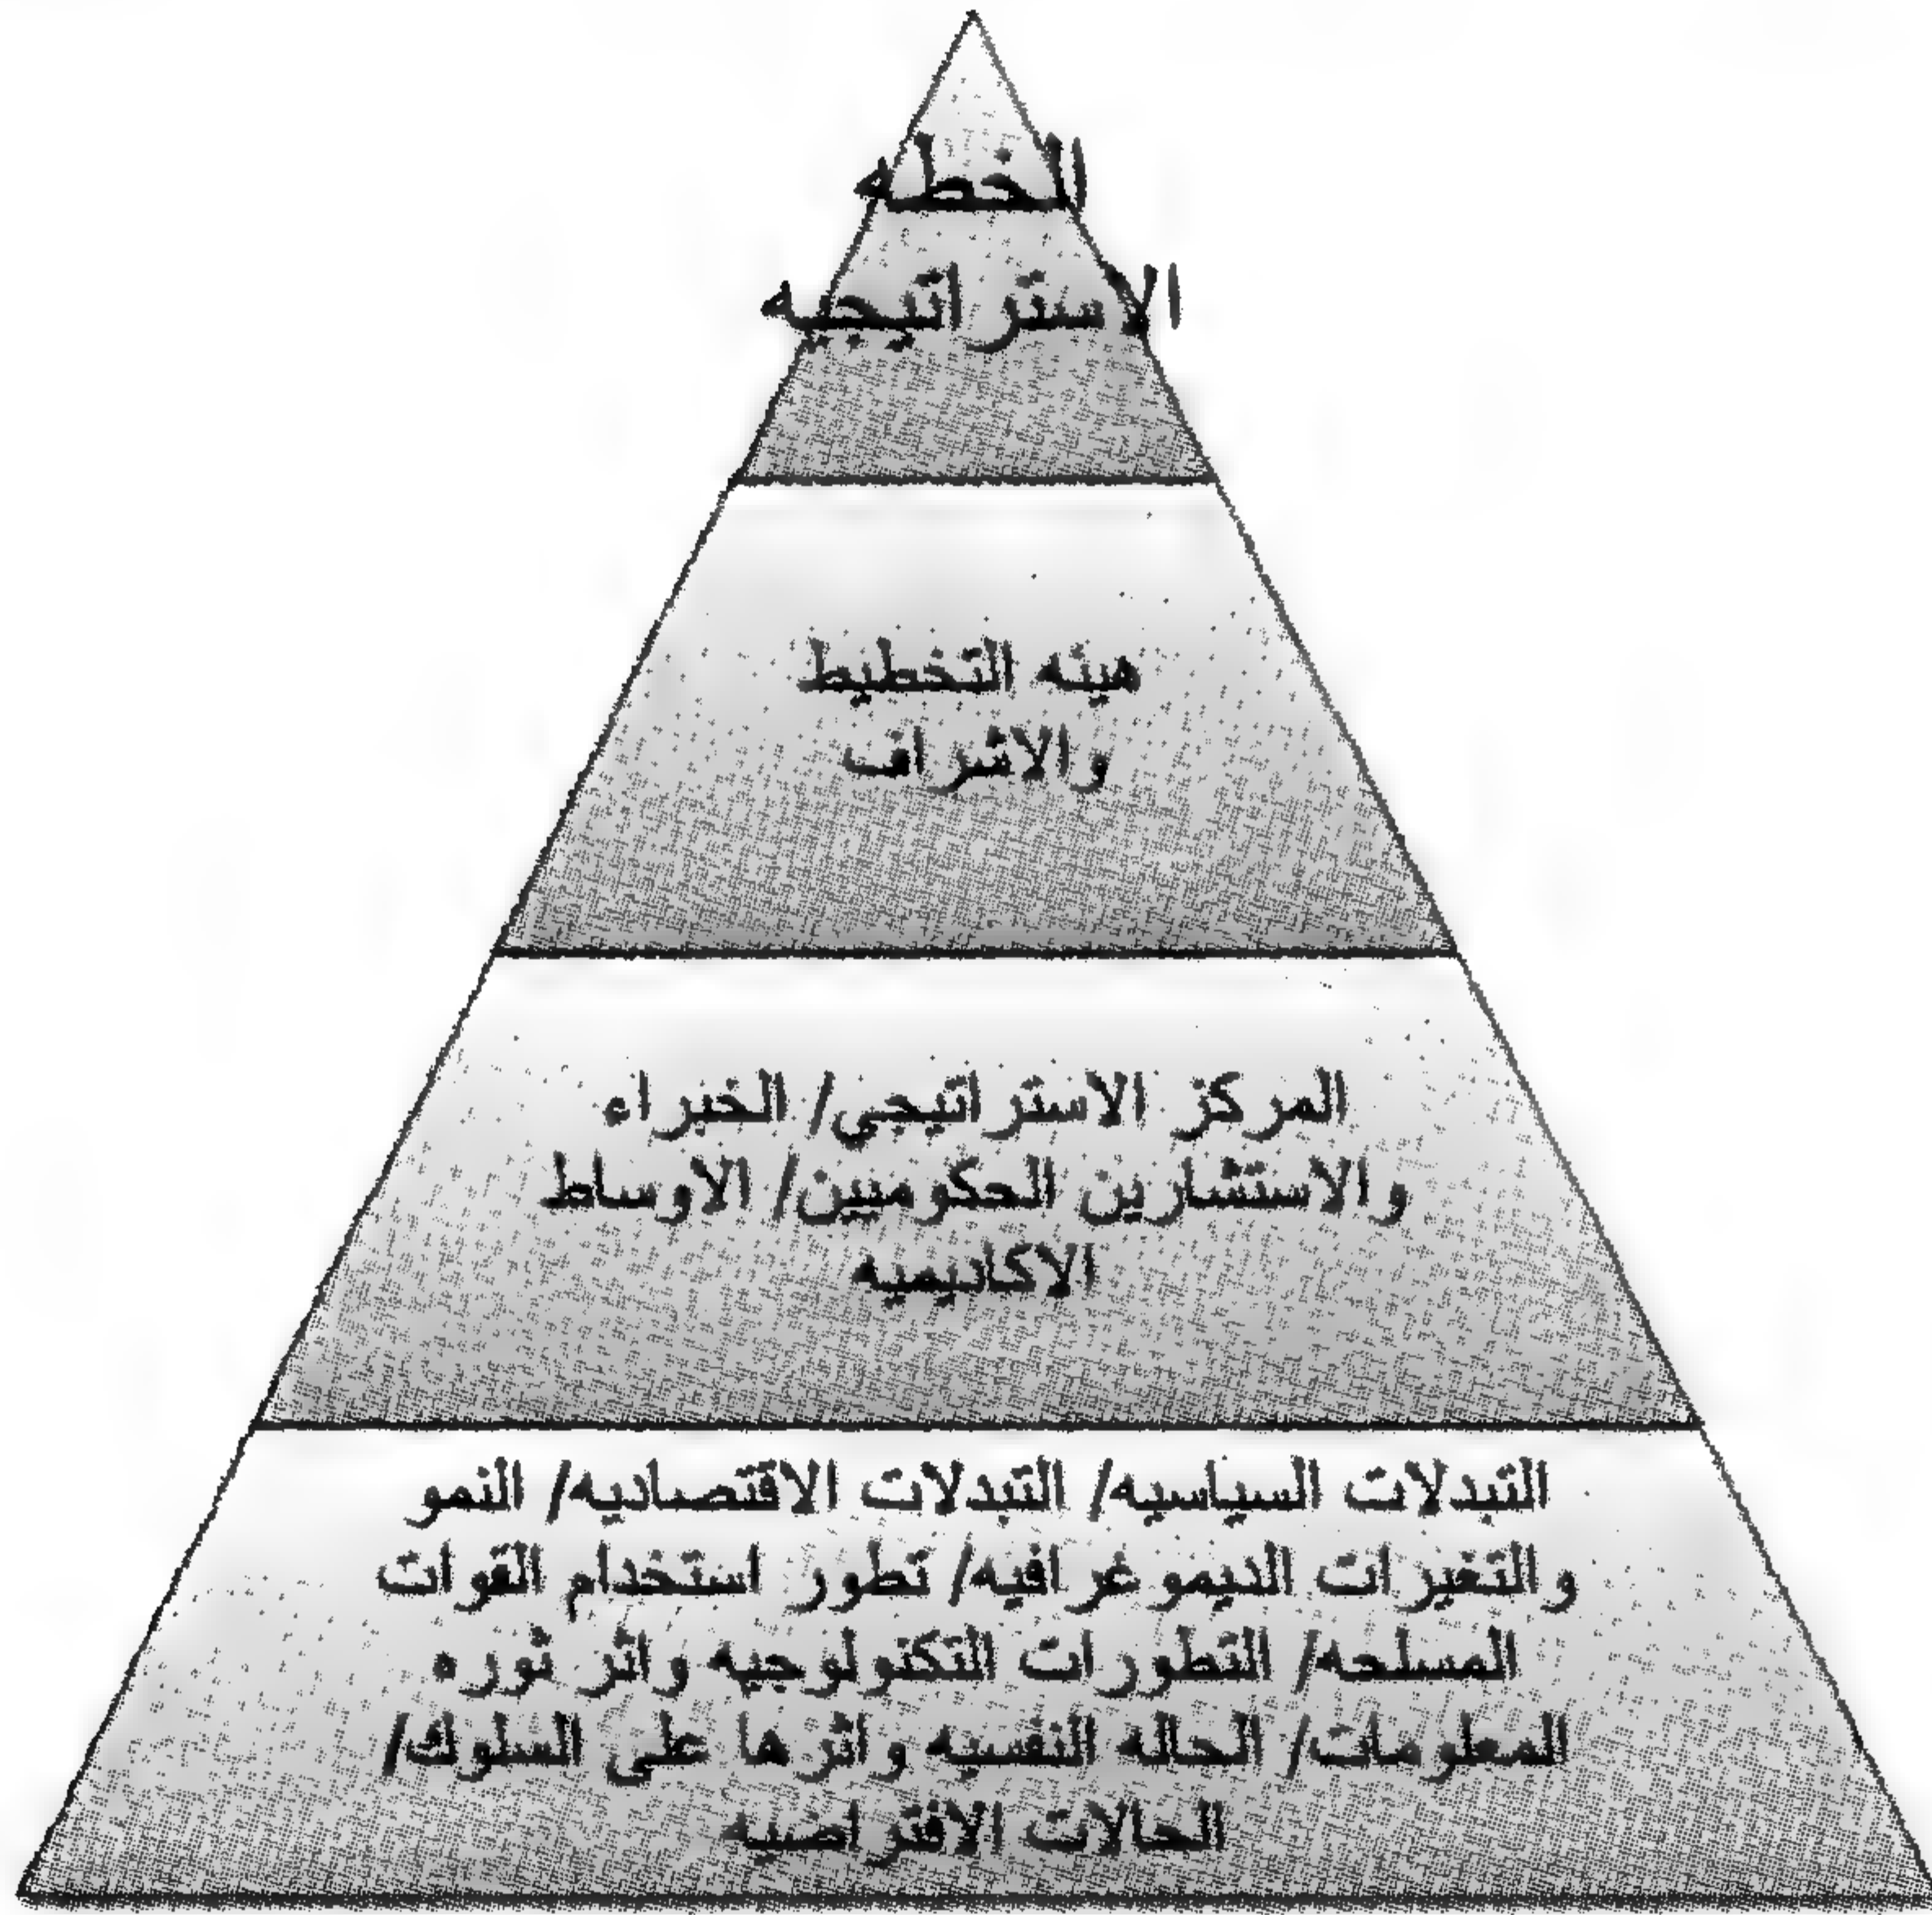 الخطه
الاستراتيجيه
هيئه التخطيط
والاشراف
المركز الاستراتيجي/ الخبراء
والاستشارين الحكوميين/ الاوساط
الاكاديميه
التبدلات السياسيه/ التبدلات الاقتصاديه/ النمو
والتغيرات الديموغرافيه/ تطور استخدام القوات
المسلحه/ التطورات التكنولوجيه واثر ثوره
المعلومات/ الحاله النفسيه واثرها على السلوك/
الحالات الافتراضيه